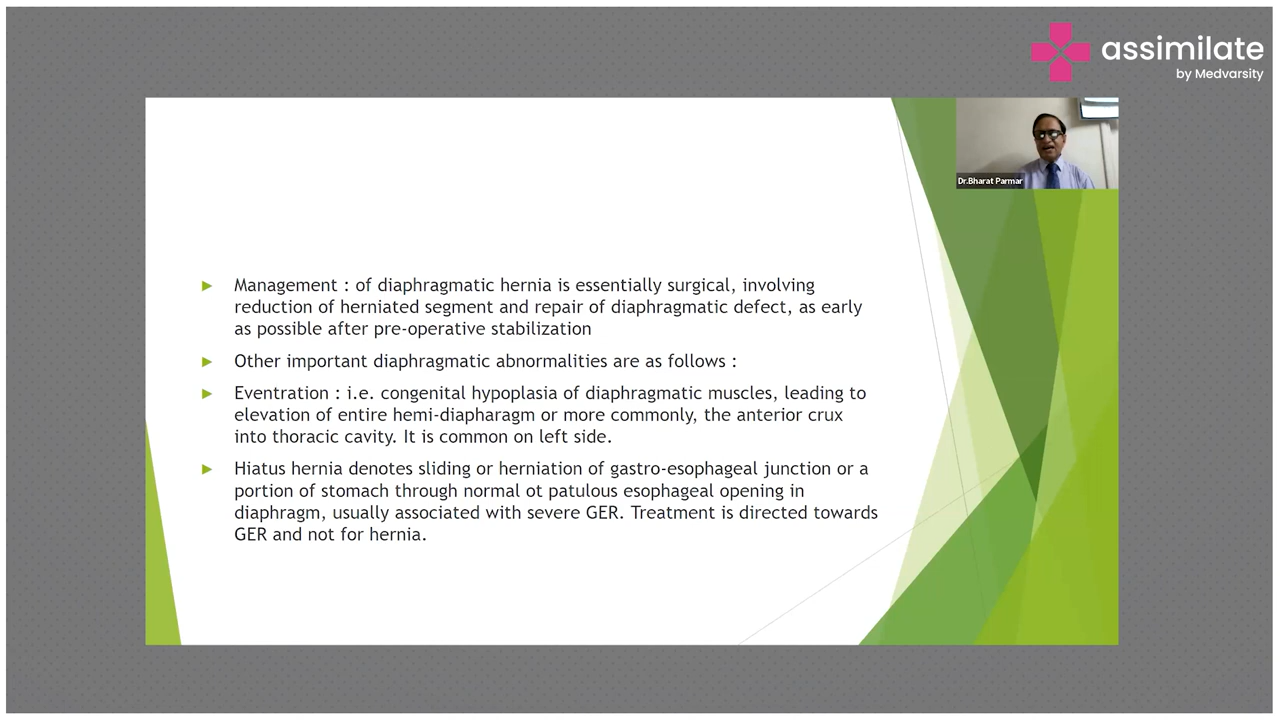 assimilate
by Medvarsity
Dr.Bharat Parmar
Management : of diaphragmatic hernia is essentially surgical, involving
reduction of herniated segment and repair of diaphragmatic defect, as early
as possible after pre-operative stabilization
Other important diaphragmatic abnormalities are as follows :
Eventration : i.e. congenital hypoplasia of diaphragmatic muscles, leading to
elevation of entire hemi-diapharagm or more commonly, the anterior crux
into thoracic cavity. It is common on left side.
Hiatus hernia denotes sliding or herniation of gastro-esophageal junction or a
portion of stomach through normal ot patulous esophageal opening in
diaphragm, usually associated with severe GER. Treatment is directed towards
GER and not for hernia.